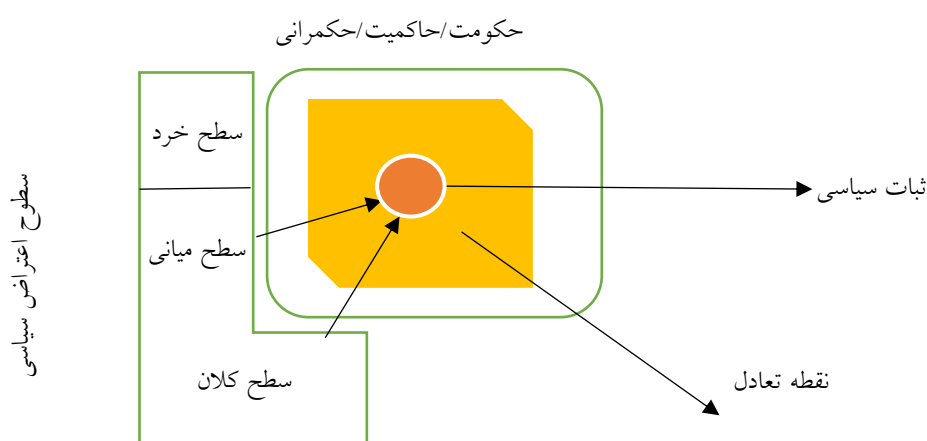 حکومت/حاکمیت/حکمرانی
سطح خرد
سطوح اعتراض سیاسی
ثبات سیاسی
سطح میانی
سطح کلان
نقطه تعادل